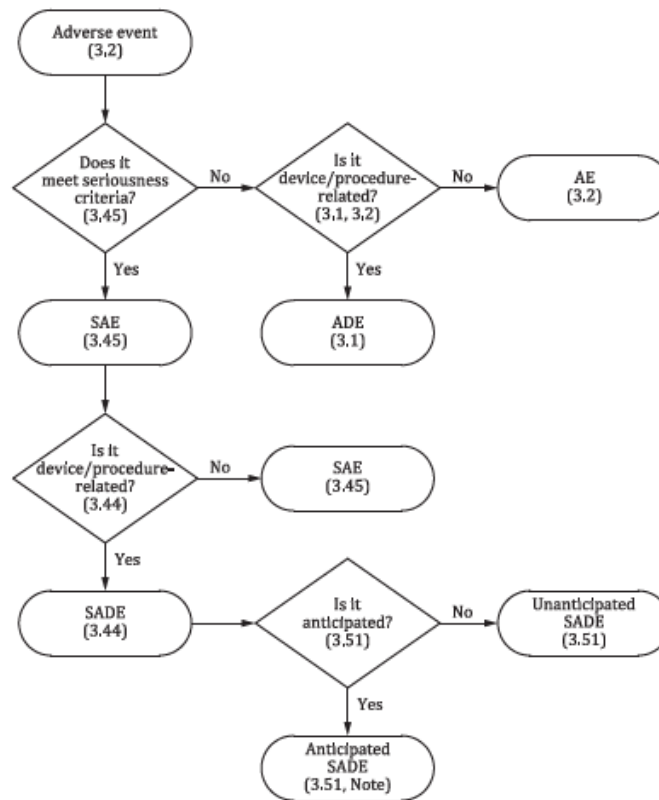 Adverse event
(3.2)
Does it
meet seriousness
criteria?
(3.45)
No
Is it
device/procedure-
related?
(3.1, 3.2)
No
AE
(3.2)
Yes
Yes
SAE
(3.45)
ADE
(3.1)
Is it
device/procedure-
related?
(3.44)
No
SAE
(3.45)
Yes
SADE
(3.44)
Is it
anticipated?
(3.51)
No
Unanticipated
SADE
(3.51)
Yes
Anticipated
SADE
(3.51, Note)